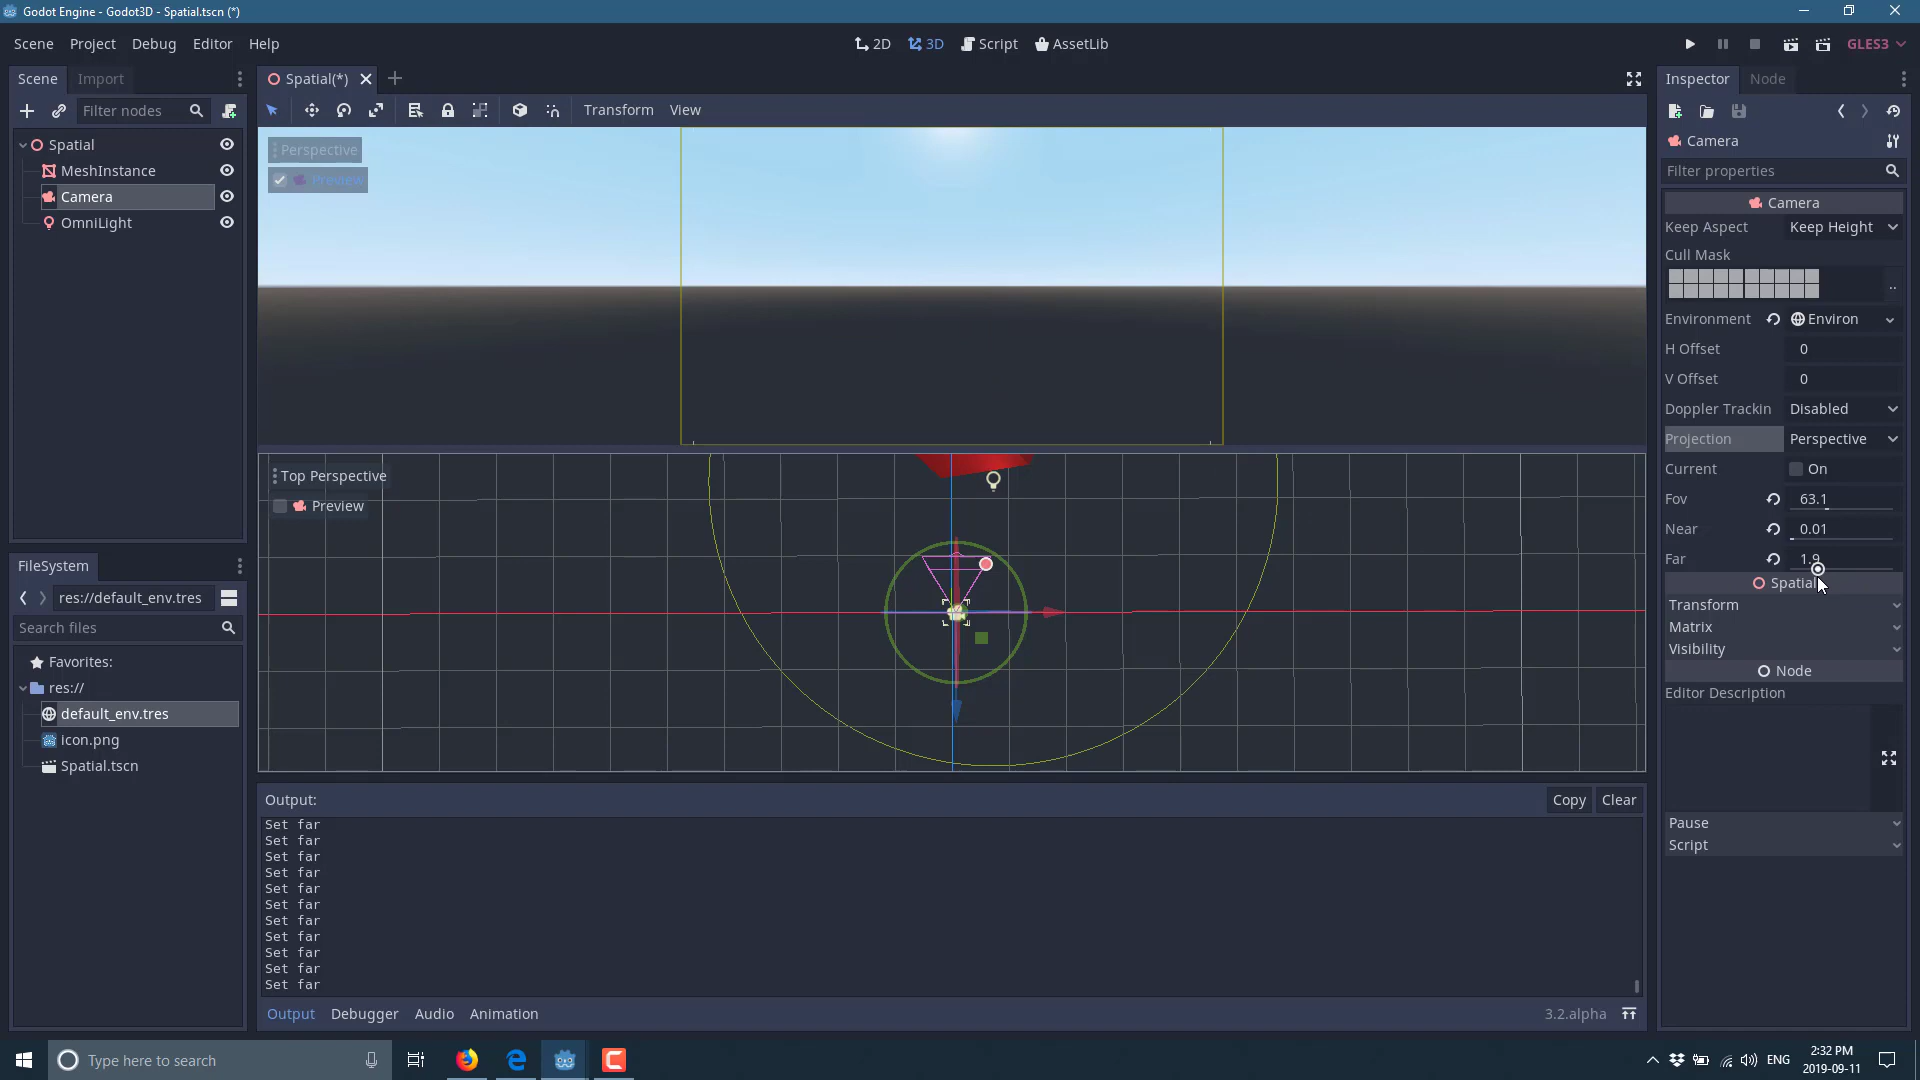 Godot Engine - Godot3D - Spatial.tscn (*)
Scene Project Debug Editor Help
2D 3D Script AssetLib
GLES3
Scene Import
Spatial(*)
Inspector Node
Filter nodes
Transform View
Camera
Filter properties
Spatial
MeshInstance
Camera
OmniLight
Perspective
Preview
Camera
Keep Aspect Keep Height
Cull Mask
..
Environment Environ
H Offset 0
V Offset 0
Doppler Trackin Disabled
Projection Perspective
Current On
Fov 63.1
Near 0.01
Far 1.9
Spatial
Transform
Matrix
Visibility
Node
Editor Description
Pause
Script
Top Perspective
Preview
FileSystem
res://default_env.tres
Search files
Favorites:
res://
default_env.tres
icon.png
Spatial.tscn
Output:
Copy Clear
Set far
Set far
Set far
Set far
Set far
Set far
Set far
Set far
Set far
Set far
Set far
Output Debugger Audio Animation
3.2.alpha
Type here to search
ENG
2:32 PM
2019-09-11